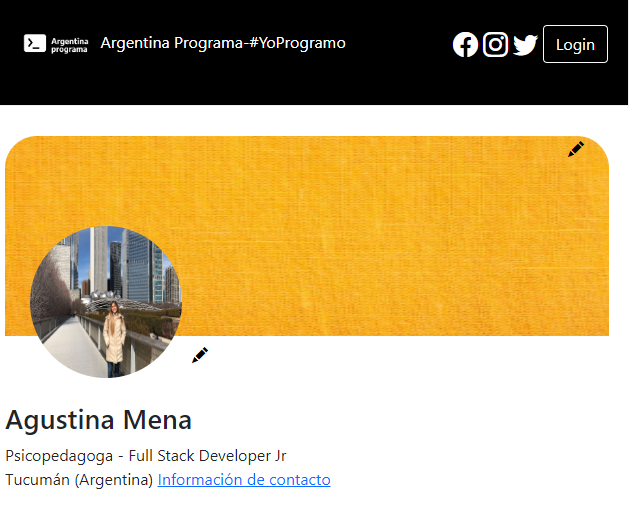 Argentina
programa
Argentina Programa-#YoProgramo
Login
Agustina Mena
Psicopedagoga - Full Stack Developer Jr
Tucumán (Argentina) Información de contacto